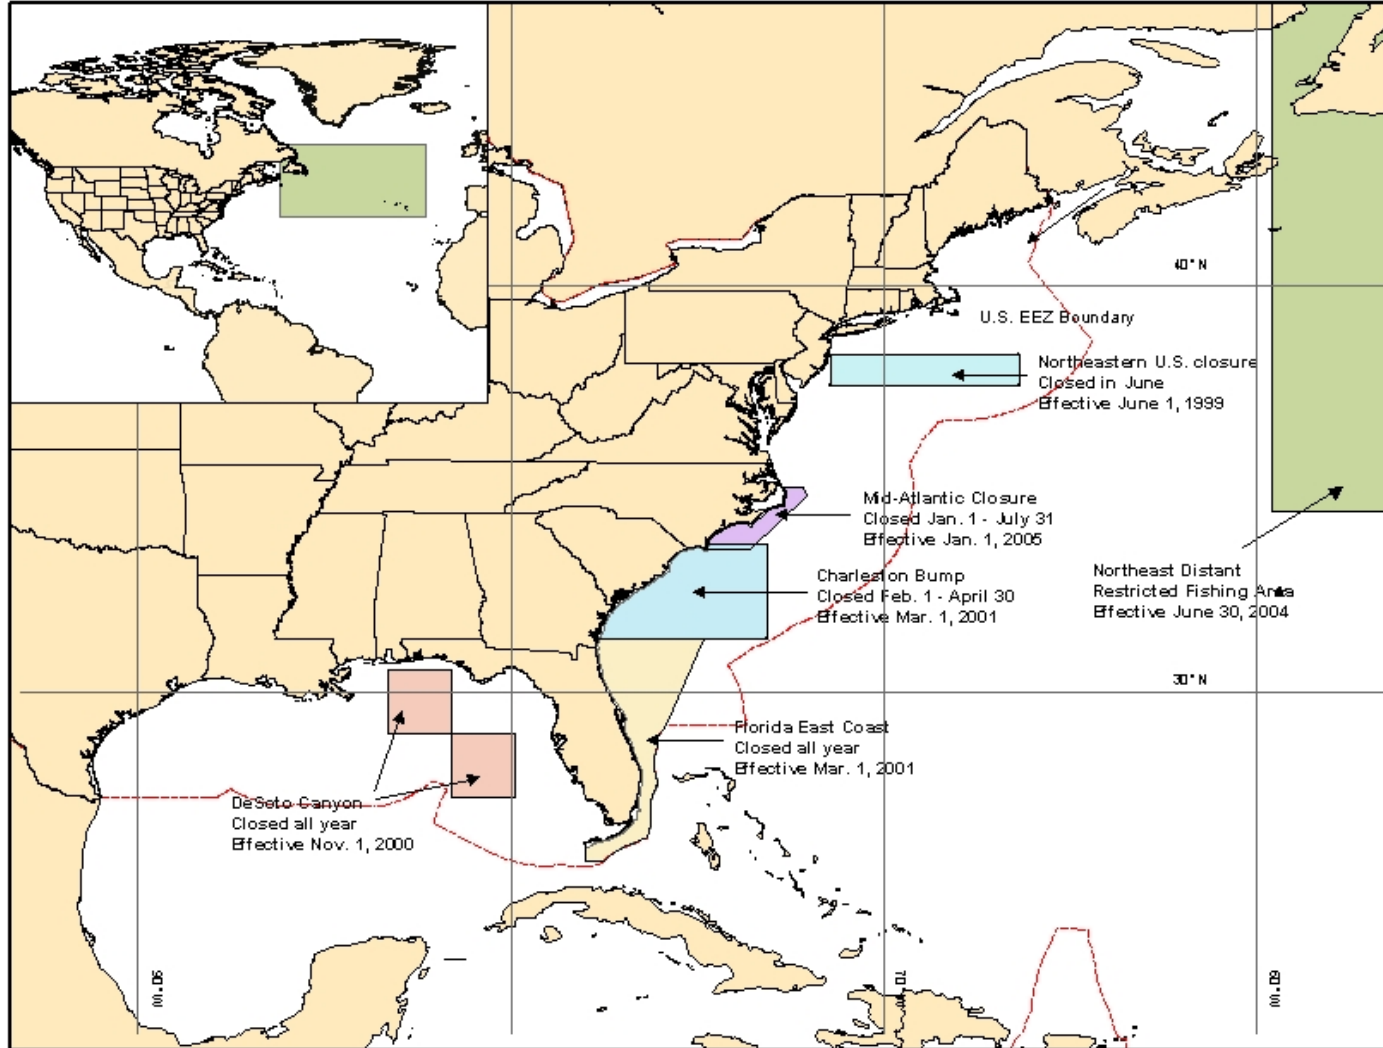 40° N
U.S. EEZ Boundary
Northeastern U.S. closure
Closed in June
Effective June 1, 1999
Mid-Atlantic Closure
Closed Jan. 1 - July 31
Effective Jan. 1, 2005
Charleston Bump
Closed Feb. 1 - April 30
Effective Mar. 1, 2001
Northeast Distant
Restricted Fishing Area
Effective June 30, 2004
30° N
Florida East Coast
Closed all year
Effective Mar. 1, 2001
DeSoto Canyon
Closed all year
Effective Nov. 1, 2000
90°W
70°W
60°W